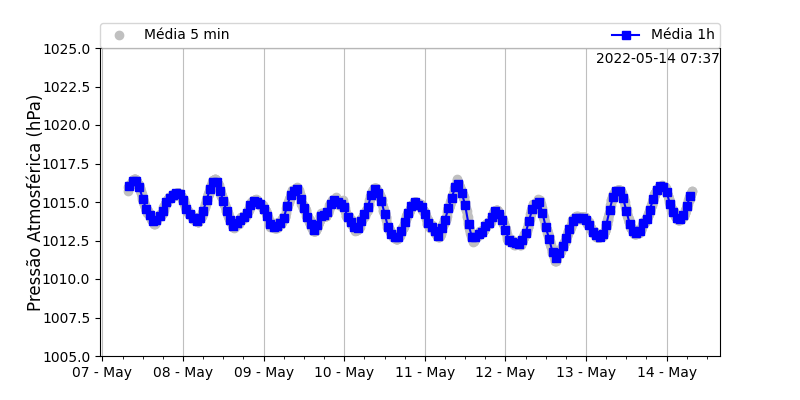 Média 5 min
Média 1h
2022-05-14 07:37
Pressão Atmosférica (hPa)
1025.0
1022.5
1020.0
1017.5
1015.0
1012.5
1010.0
1007.5
1005.0
07 - May
08 - May
09 - May
10 - May
11 - May
12 - May
13 - May
14 - May